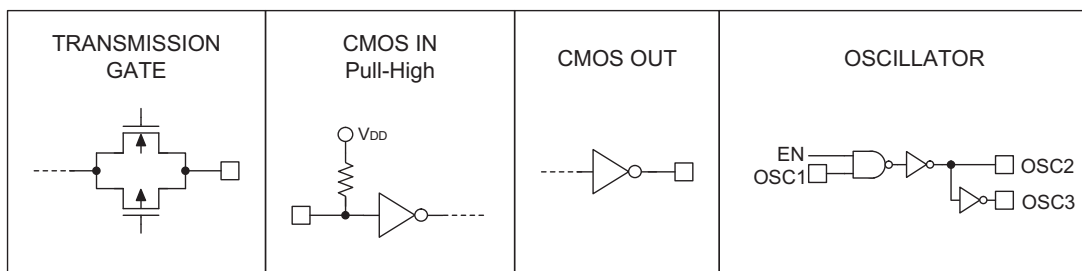 TRANSMISSION
GATE
CMOS IN
Pull-High
VDD
CMOS OUT
OSCILLATOR
EN
OSC1
OSC2
OSC3